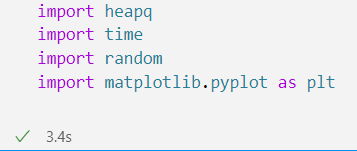 import heapq
import time
import random
import matplotlib.pyplot as plt
3.4s